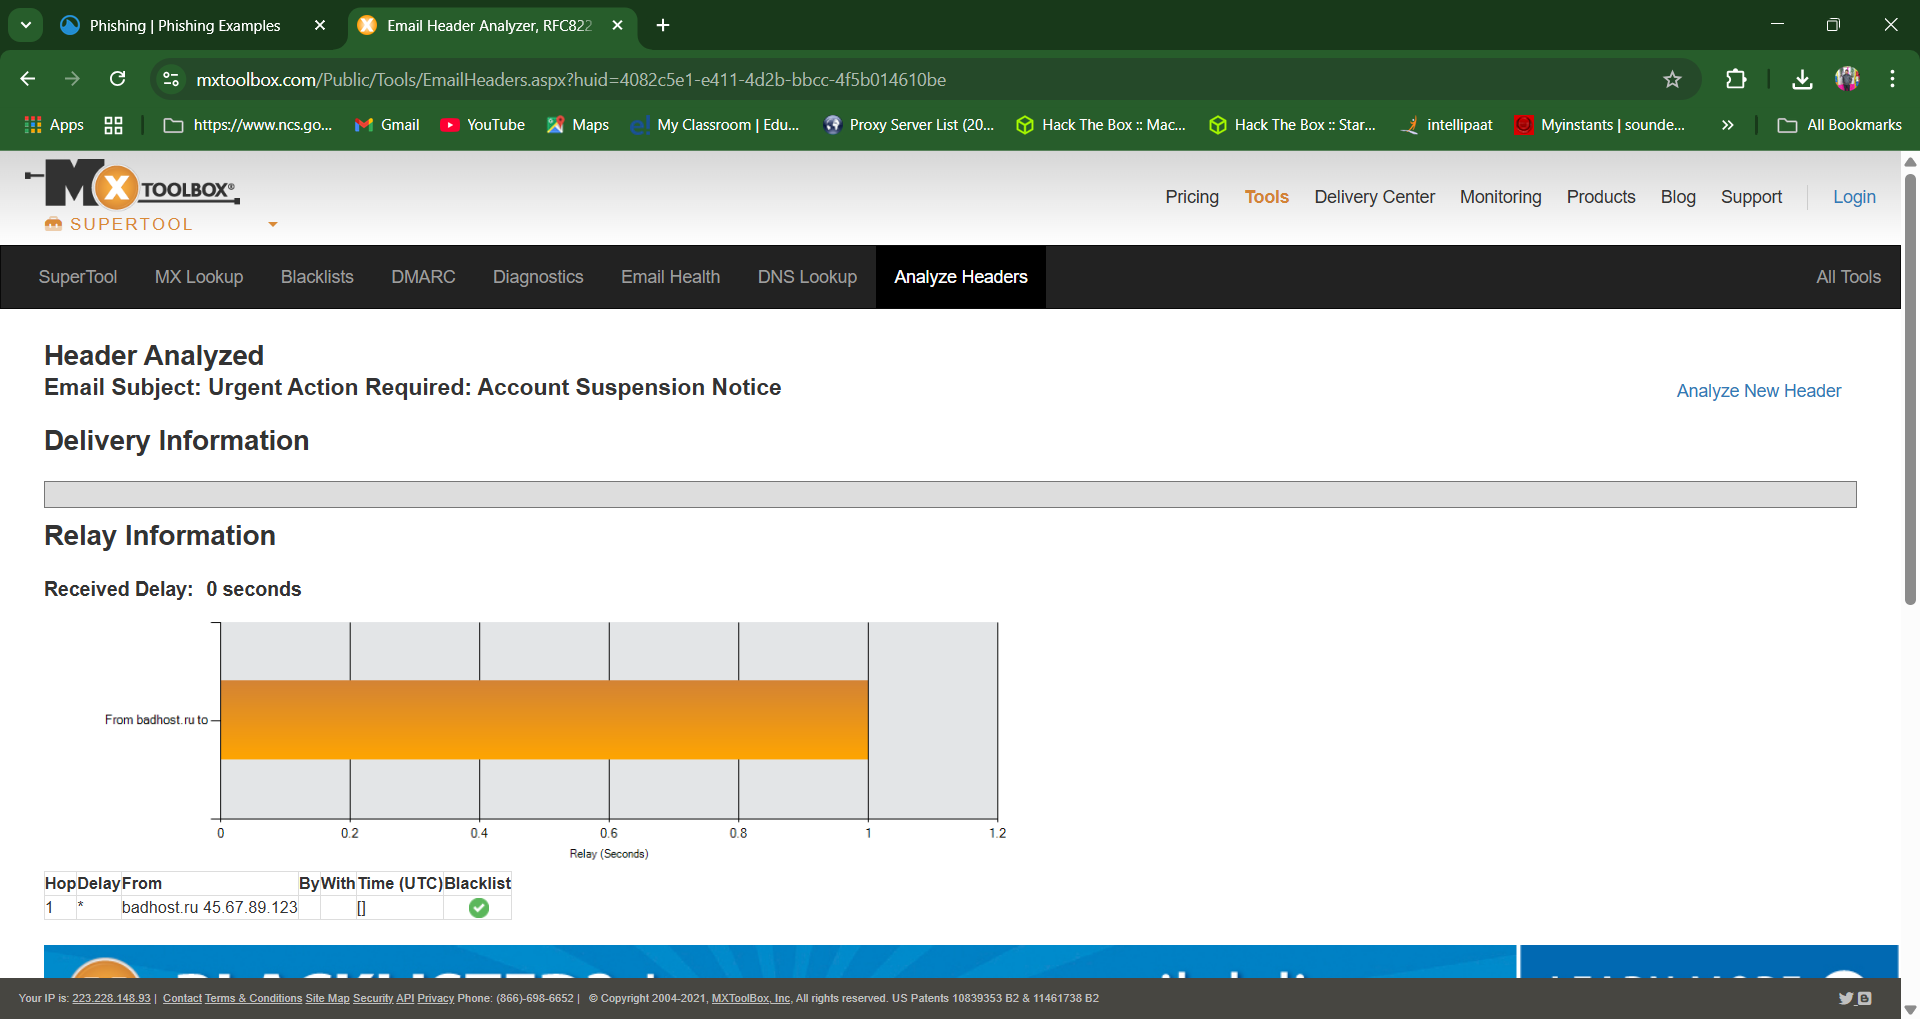 Phishing | Phishing Examples
Email Header Analyzer, RFC822
mxtoolbox.com/Public/Tools/EmailHeaders.aspx?huid=4082c5e1-e411-4d2b-bbcc-4f5b014610be
Apps
https://www.ncs.go...
Gmail
YouTube
Maps
My Classroom | Edu...
Proxy Server List (20...
Hack The Box :: Mac...
Hack The Box :: Star...
intellipaat
Myinstants | sounde...
All Bookmarks
MX TOOLBOX®
SUPERTOOL
Pricing
Tools
Delivery Center
Monitoring
Products
Blog
Support
Login
SuperTool
MX Lookup
Blacklists
DMARC
Diagnostics
Email Health
DNS Lookup
Analyze Headers
All Tools
Header Analyzed
Email Subject: Urgent Action Required: Account Suspension Notice
Analyze New Header
Delivery Information
Relay Information
Received Delay: 0 seconds
From badhost.ru to
0 0.2 0.4 0.6 0.8 1 1.2
Relay (Seconds)
Hop Delay From By With Time (UTC) Blacklist
1 * badhost.ru 45.67.89.123 []
Your IP is: 223.228.148.93 | Contact Terms & Conditions Site Map Security API Privacy Phone: (866)-698-6652 | © Copyright 2004-2021, MXToolBox, Inc, All rights reserved. US Patents 10839353 B2 & 11461738 B2